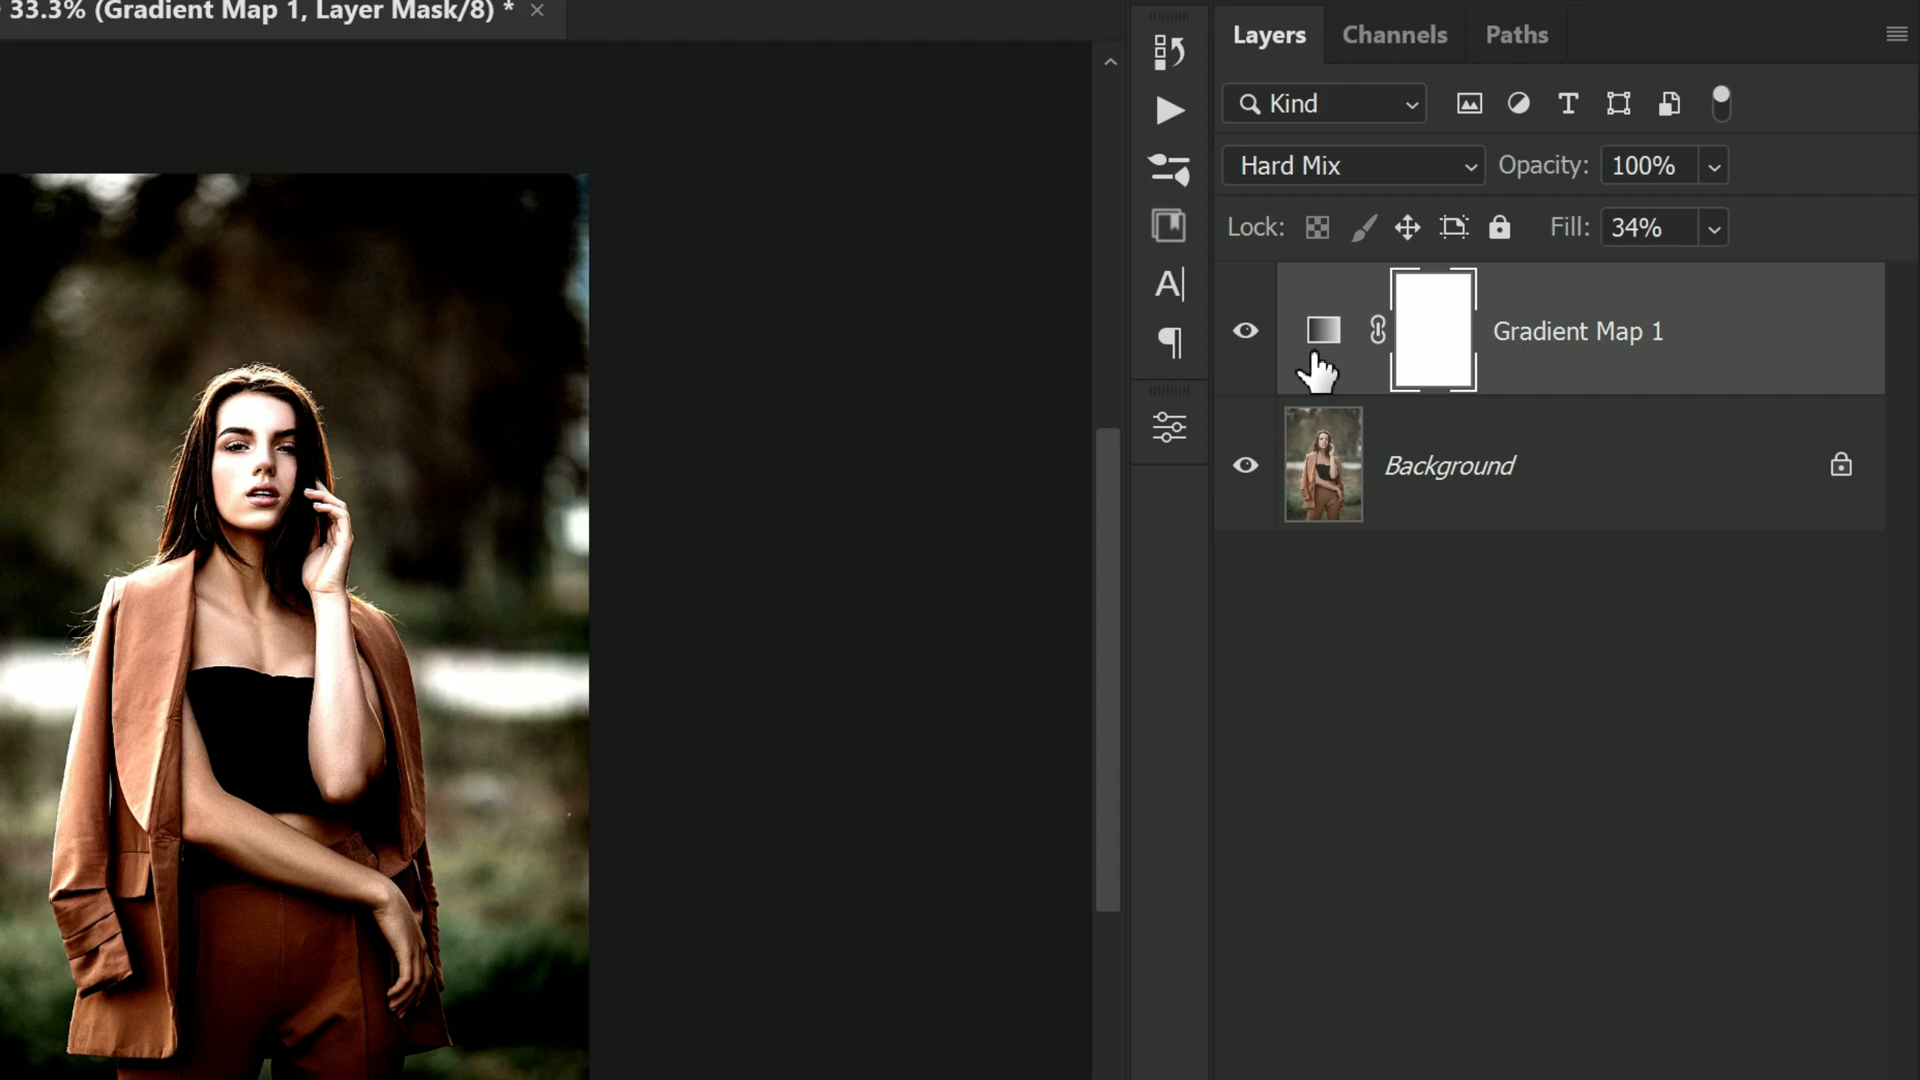 33.3% (Gradient Map 1, Layer Mask/8) * ×
Layers Channels Paths
Kind
Hard Mix Opacity: 100%
Lock: Fill: 34%
Gradient Map 1
Background